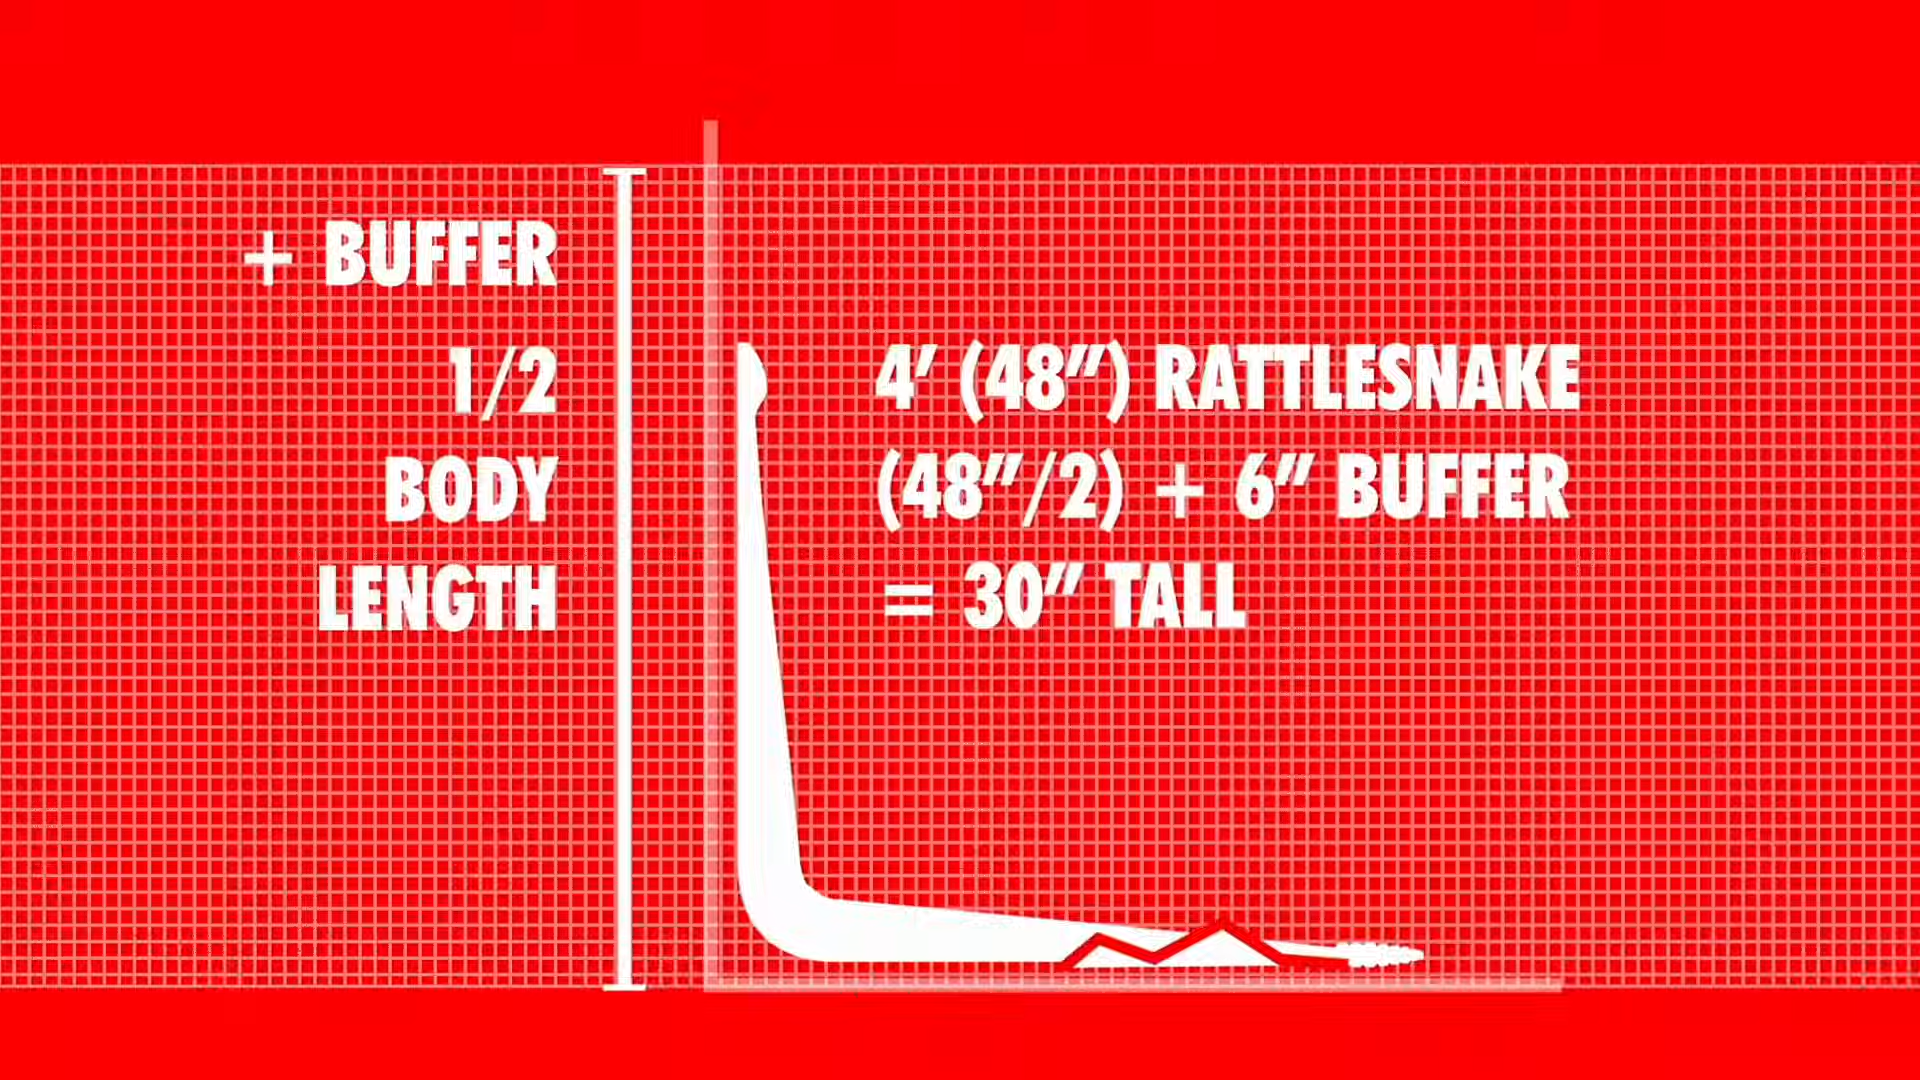 + BUFFER
1/2
BODY
LENGTH
4′ (48″) RATTLESNAKE
(48″/2) + 6″ BUFFER
= 30″ TALL